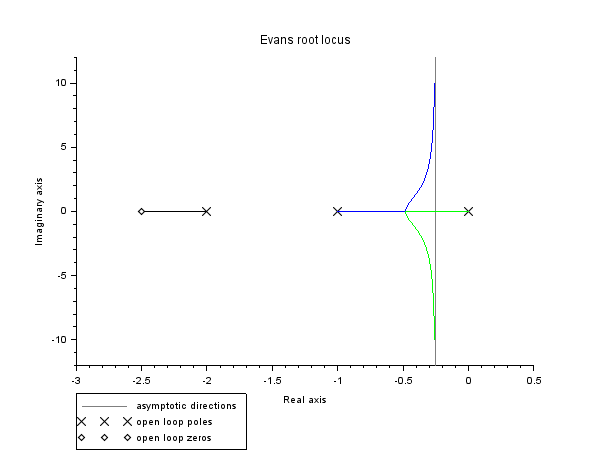 Evans root locus
10
5
0
-5
-10
Imaginary axis
-3
-2.5
-2
-1.5
-1
-0.5
0
0.5
Real axis
asymptotic directions
open loop poles
open loop zeros